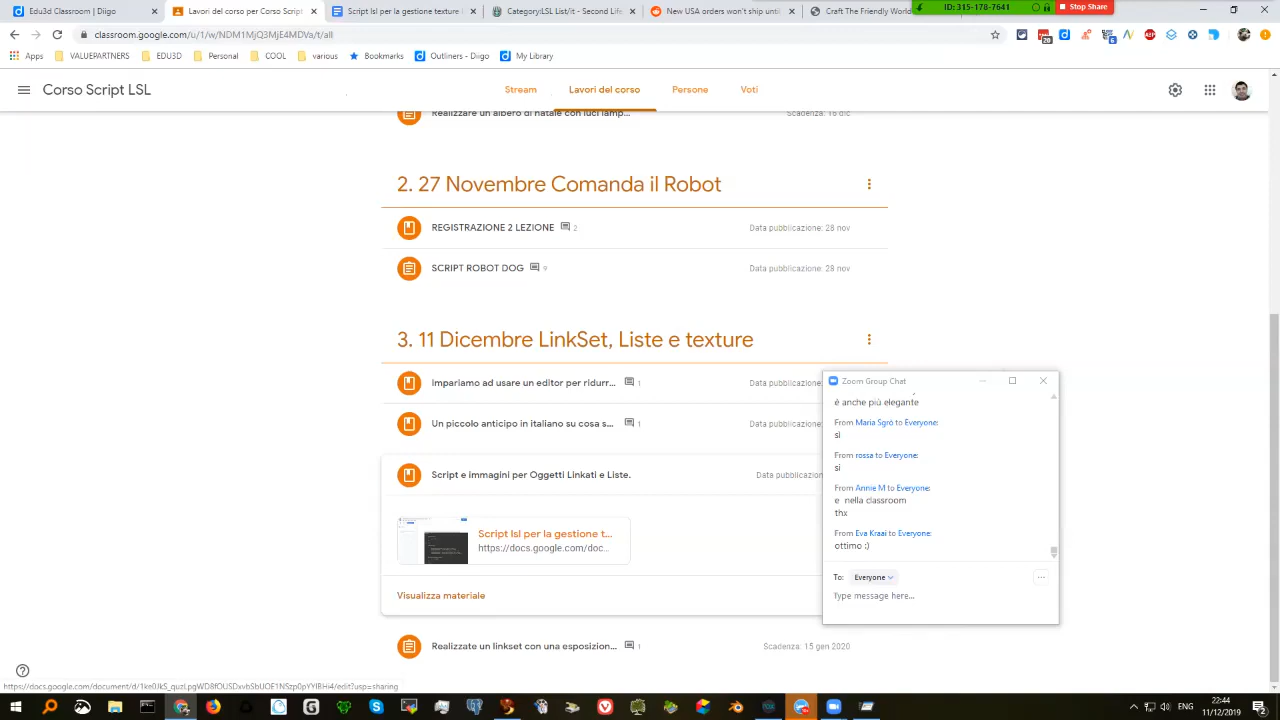 Edu3d Classroom | Diigo
Lavori del corso per Corso Script
Script lsl per la gestione texture
CategoryLSL List/it - Second Life
New USA orders won't ship until
Craft The Friendly World
ID: 315-178-7641
Stop Share
classroom.google.com/u/1/w/NDM1MjQ3MjE4MDVa/t/all
Apps
VALUEPARTNERS
EDU3D
Personal
COOL
various
Bookmarks
Outliners - Diigo
My Library
Corso Script LSL
Stream
Lavori del corso
Persone
Voti
Realizzare un albero di natale con luci lamp...
Scadenza: 16 dic
2. 27 Novembre Comanda il Robot
REGISTRAZIONE 2 LEZIONE 2
Data pubblicazione: 28 nov
SCRIPT ROBOT DOG 9
Data pubblicazione: 28 nov
3. 11 Dicembre LinkSet, Liste e texture
Impariamo ad usare un editor per ridurr... 1
Data pubblicazione:
Un piccolo anticipo in italiano su cosa s... 1
Data pubblicazione:
Script e immagini per Oggetti Linkati e Liste.
Data pubblicazion
Script lsl per la gestione t...
https://docs.google.com/doc...
Visualizza materiale
Realizzate un linkset con una esposizion... 1
Scadenza: 15 gen 2020
Zoom Group Chat
è anche più elegante
From Maria Sgrò to Everyone:
si
From rossa to Everyone:
si
From Annie M to Everyone:
e nella classroom
thx
From Eva Kraai to Everyone:
ottimo :)
To: Everyone
Type message here...
22:44
11/12/2019